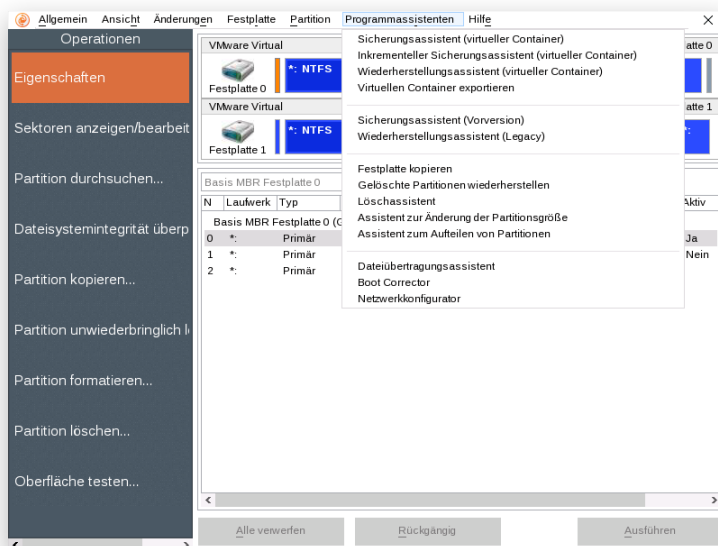 Allgemein Ansicht Änderungen Festplatte Partition Programmassistenten Hilfe
Operationen
Eigenschaften
Sektoren anzeigen/bearbeit
Partition durchsuchen...
Dateisystemintegrität überp
Partition kopieren...
Partition unwiederbringlich l
Partition formatieren...
Partition löschen...
Oberfläche testen...
VMware Virtual
*: NTFS
Festplatte 0
atte 0
VMware Virtual
*: NTFS
Festplatte 1
atte 1
*:
Sicherungsassistent (virtueller Container)
Inkrementeller Sicherungsassistent (virtueller Container)
Wiederherstellungsassistent (virtueller Container)
Virtuellen Container exportieren
Sicherungsassistent (Vorversion)
Wiederherstellungsassistent (Legacy)
Festplatte kopieren
Gelöschte Partitionen wiederherstellen
Löschassistent
Assistent zur Änderung der Partitionsgröße
Assistent zum Aufteilen von Partitionen
Dateiübertragungsassistent
Boot Corrector
Netzwerkkonfigurator
Basis MBR Festplatte 0
N Laufwerk Typ Aktiv
Basis MBR Festplatte 0 (G
0 *: Primär Ja
1 *: Primär Nein
2 *: Primär
Alle verwerfen Rückgängig Ausführen